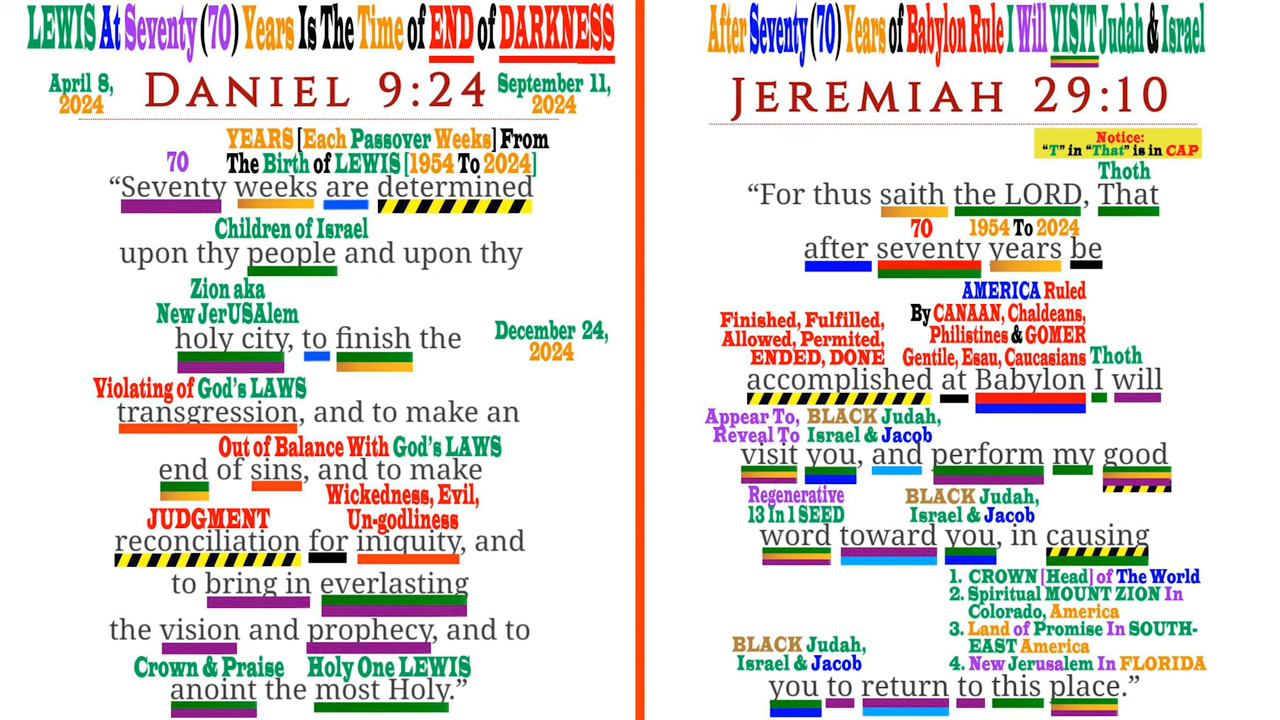 LEWIS At Seventy (70) Years Is The Time of END of DARKNESS
April 8,
2024
DANIEL 9:24
September 11,
2024
YEARS [Each Passover Weeks] From
70
The Birth of LEWIS [1954 To 2024]
“Seventy weeks are determined
Children of Israel
upon thy people and upon thy
Zion aka
New JerUSAlem
holy city, to finish the
December 24,
2024
Violating of God's LAWS
transgression, and to make an
Out of Balance With God's LAWS
end of sins, and to make
Wickedness, Evil,
Un-godliness
JUDGMENT
reconciliation for iniquity, and
to bring in everlasting
the vision and prophecy, and to
Crown & Praise
Holy One LEWIS
anoint the most Holy.”
After Seventy (70) Years of Babylon Rule I Will VISIT Judah & Israel
JEREMIAH 29:10
Notice:
“T” in “That” is in CAP
Thoth
“For thus saith the LORD, That
70
1954 To 2024
after seventy years be
AMERICA Ruled
By CANAAN, Chaldeans,
Philistines & GOMER
Gentile, Esau, Caucasians
Finished, Fulfilled,
Allowed, Permited,
ENDED, DONE
Thoth
accomplished at Babylon I will
Appear To,
Reveal To
BLACK Judah,
Israel & Jacob
visit you, and perform my good
Regenerative
13 In 1 SEED
BLACK Judah,
Israel & Jacob
word toward you, in causing
1. CROWN [Head] of The World
2. Spiritual MOUNT ZION In
Colorado, America
3. Land of Promise In SOUTH-
EAST America
4. New Jerusalem In FLORIDA
BLACK Judah,
Israel & Jacob
you to return to this place.”